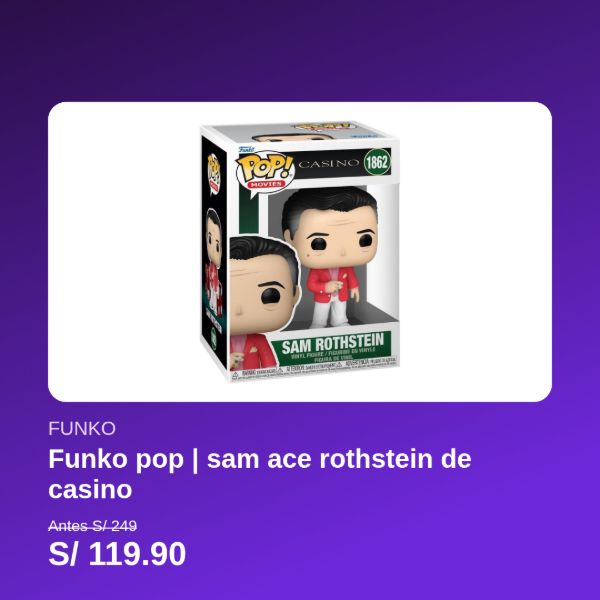 Funko
POP!
MOVIES
CASINO
1862
SAM ROTHSTEIN
VINYL FIGURE / FIGURINE EN VINYLE
FIGURA DE VINIL
FUNKO
Funko pop | sam ace rothstein de
casino
Antes S/ 249
S/ 119.90